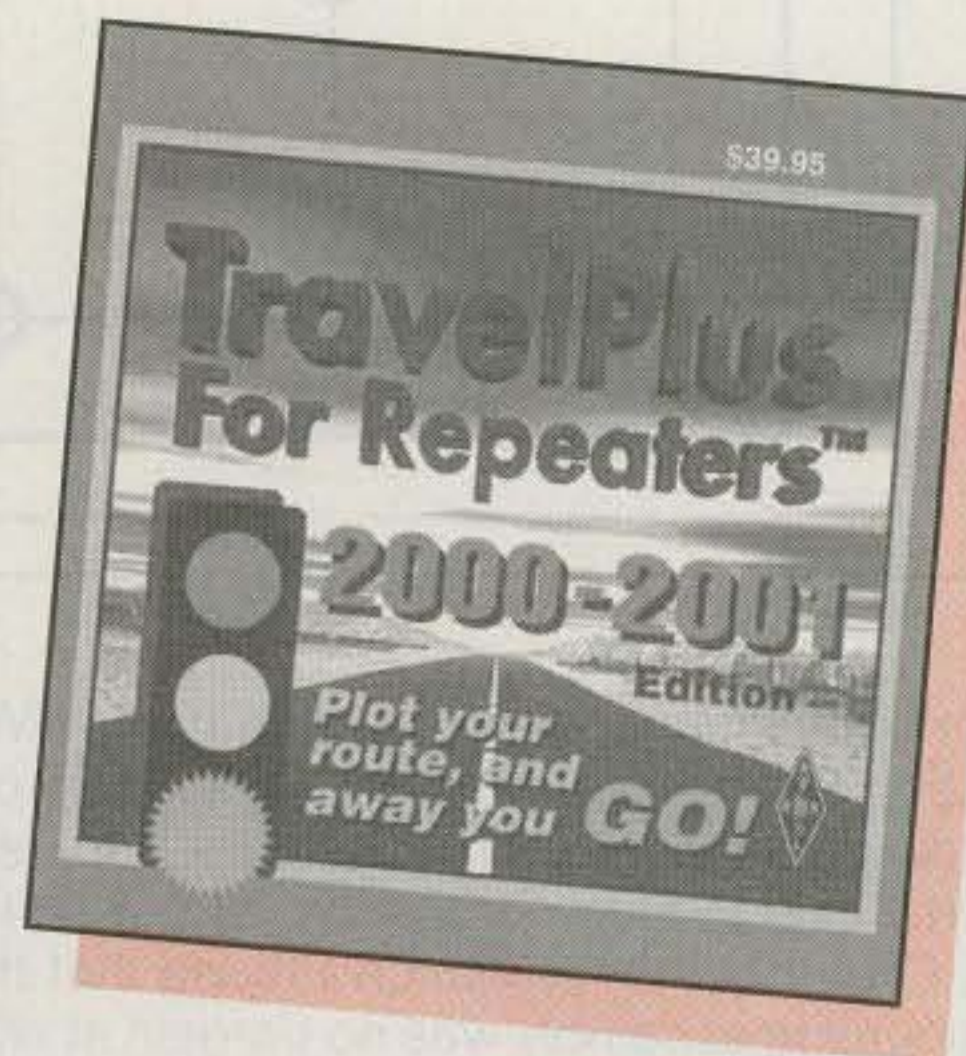 $39.95
TravelPlus
For Repeaters™
2000-2001
Edition
Plot your
route, and
away you GO!